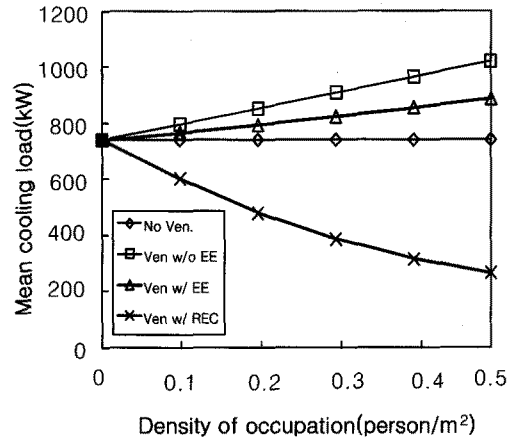 1200
1000
800
600
400
200
0
Mean cooling load(kW)
No Ven.
Ven w/o EE
Ven w/ EE
Ven w/ REC
0 0.1 0.2 0.3 0.4 0.5
Density of occupation(person/m²)